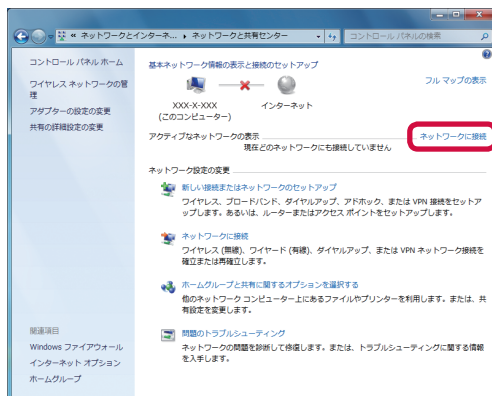 « ネットワークとインターネ... ▸ ネットワークと共有センター
コントロール パネルの検索
コントロール パネル ホーム
ワイヤレス ネットワークの管
理
アダプターの設定の変更
共有の詳細設定の変更
基本ネットワーク情報の表示と接続のセットアップ
フル マップの表示
XXX-X-XXX
(このコンピューター)
インターネット
アクティブなネットワークの表示
ネットワークに接続
現在どのネットワークにも接続していません
ネットワーク設定の変更
新しい接続またはネットワークのセットアップ
ワイヤレス、ブロードバンド、ダイヤルアップ、アドホック、または VPN 接続をセットア
ップします。あるいは、ルーターまたはアクセス ポイントをセットアップします。
ネットワークに接続
ワイヤレス (無線)、ワイヤード (有線)、ダイヤルアップ、または VPN ネットワーク接続を
確立または再確立します。
ホームグループと共有に関するオプションを選択する
他のネットワーク コンピューター上にあるファイルやプリンターを利用します。または、共
有設定を変更します。
問題のトラブルシューティング
ネットワークの問題を診断して修復します。または、トラブルシューティングに関する情報
を入手します。
関連項目
Windows ファイアウォール
インターネット オプション
ホームグループ